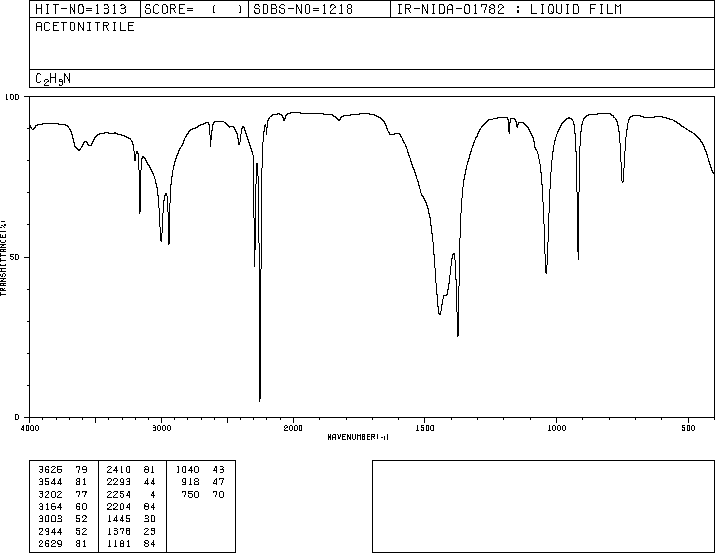 HIT-NO=1313 SCORE= ( ) SDBS-NO=1218 IR-NIDA-01782 : LIQUID FILM
ACETONITRILE
C2H3N
100
50
0
TRANSMITTANCE(%)
4000 3000 2000 1500 1000 500
WAVENUMBER(-1)
3625 79 2410 81 1040 43
3544 81 2293 44 918 47
3202 77 2254 4 750 70
3164 60 2204 84
3003 52 1445 30
2944 52 1378 29
2629 81 1181 84